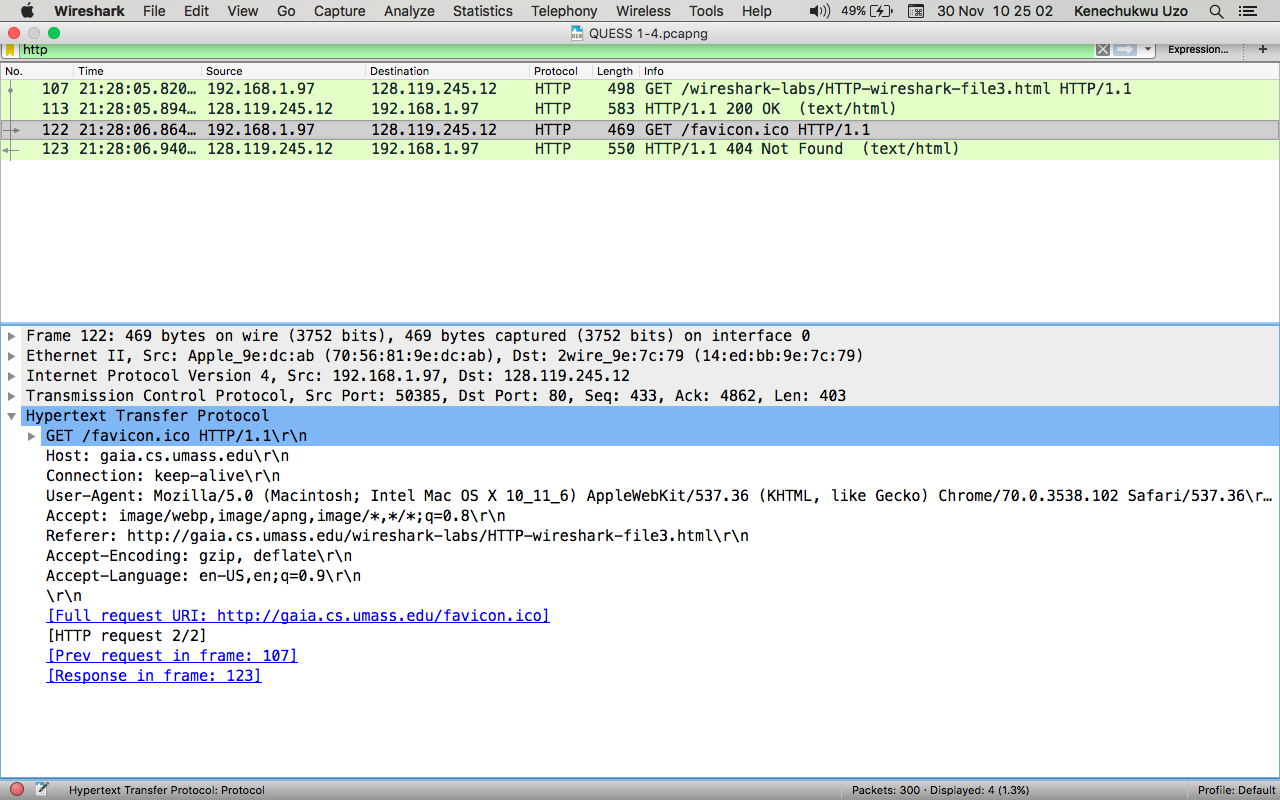 Wireshark File Edit View Go Capture Analyze Statistics Telephony Wireless Tools Help 49% 30 Nov 10 25 02 Kenechukwu Uzo
QUESS 1-4.pcapng
http Expression... +
No. Time Source Destination Protocol Length Info
107 21:28:05.820… 192.168.1.97 128.119.245.12 HTTP 498 GET /wireshark-labs/HTTP-wireshark-file3.html HTTP/1.1
113 21:28:05.894… 128.119.245.12 192.168.1.97 HTTP 583 HTTP/1.1 200 OK (text/html)
122 21:28:06.864… 192.168.1.97 128.119.245.12 HTTP 469 GET /favicon.ico HTTP/1.1
123 21:28:06.940… 128.119.245.12 192.168.1.97 HTTP 550 HTTP/1.1 404 Not Found (text/html)
Frame 122: 469 bytes on wire (3752 bits), 469 bytes captured (3752 bits) on interface 0
Ethernet II, Src: Apple_9e:dc:ab (70:56:81:9e:dc:ab), Dst: 2wire_9e:7c:79 (14:ed:bb:9e:7c:79)
Internet Protocol Version 4, Src: 192.168.1.97, Dst: 128.119.245.12
Transmission Control Protocol, Src Port: 50385, Dst Port: 80, Seq: 433, Ack: 4862, Len: 403
Hypertext Transfer Protocol
GET /favicon.ico HTTP/1.1\r\n
Host: gaia.cs.umass.edu\r\n
Connection: keep-alive\r\n
User-Agent: Mozilla/5.0 (Macintosh; Intel Mac OS X 10_11_6) AppleWebKit/537.36 (KHTML, like Gecko) Chrome/70.0.3538.102 Safari/537.36\r…
Accept: image/webp,image/apng,image/*,*/*;q=0.8\r\n
Referer: http://gaia.cs.umass.edu/wireshark-labs/HTTP-wireshark-file3.html\r\n
Accept-Encoding: gzip, deflate\r\n
Accept-Language: en-US,en;q=0.9\r\n
\r\n
[Full request URI: http://gaia.cs.umass.edu/favicon.ico]
[HTTP request 2/2]
[Prev request in frame: 107]
[Response in frame: 123]
Hypertext Transfer Protocol: Protocol Packets: 300 · Displayed: 4 (1.3%) Profile: Default